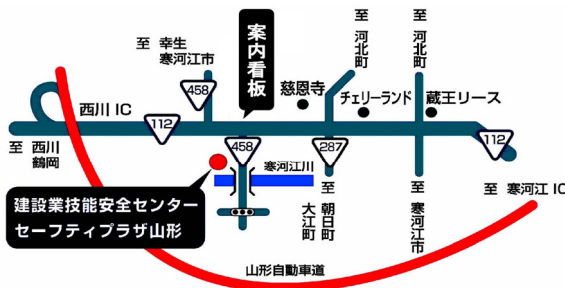 案内看板
至 幸生
寒河江市
458
至 河北町
至 河北町
慈恩寺
チェリーランド
蔵王リース
西川 IC
112
458
287
112
至 西川
鶴岡
寒河江川
至 朝日町
大江町
至 寒河江市
至 寒河江 IC
建設業技能安全センター
セーフティプラザ山形
山形自動車道